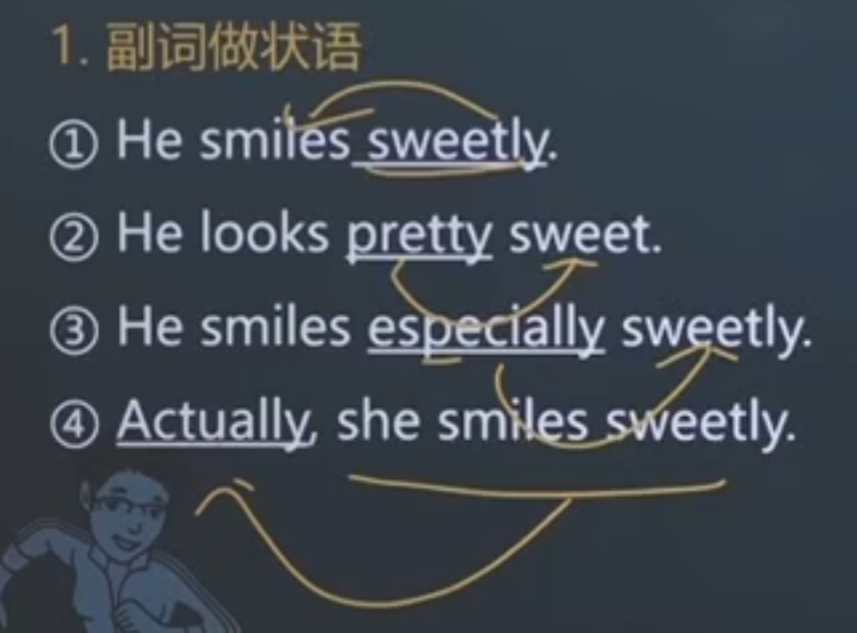 1. 副词做状语
① He smiles sweetly.
② He looks pretty sweet.
③ He smiles especially sweetly.
④ Actually, she smiles sweetly.